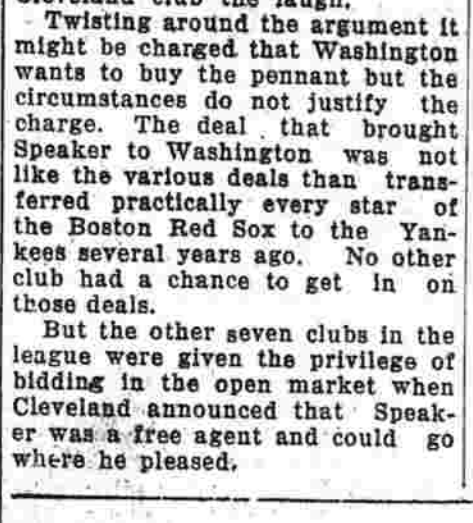 Cleveland club the laugh.
Twisting around the argument it
might be charged that Washington
wants to buy the pennant but the
circumstances do not justify the
charge. The deal that brought
Speaker to Washington was not
like the various deals than trans-
ferred practically every star of
the Boston Red Sox to the Yan-
kees several years ago. No other
club had a chance to get in on
those deals.
But the other seven clubs in the
league were given the privilege of
bidding in the open market when
Cleveland announced that Speak-
er was a free agent and could go
where he pleased.